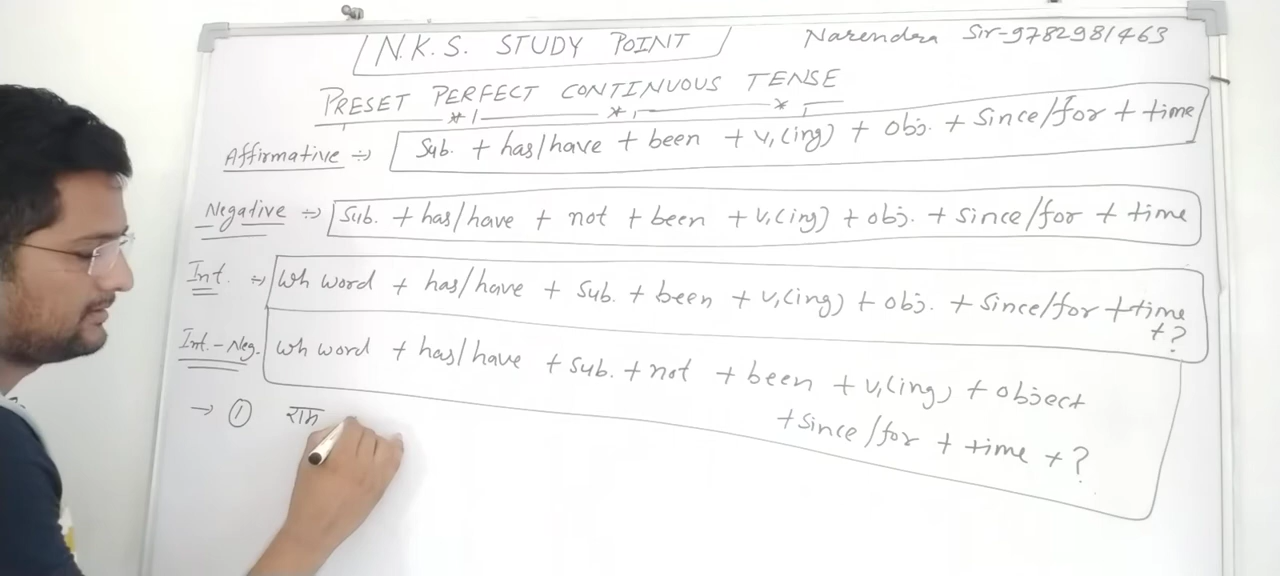 N.K.S. STUDY POINT
Narendra Sir-9782981463
PRESET PERFECT CONTINUOUS TENSE
Affirmative ÷) Sub. + has/have + been + V₁(ing) + obj. + Since/for + time
Negative ÷) Sub. + has/have + not + been + V₁(ing) + obj. + Since/for + time
Int. ÷) Wh word + has/have + Sub. + been + V₁(ing) + obj. + Since/for + time
+ ?
Int.-Neg. Wh word + has/have + Sub. + not + been + V₁(ing) + object
+ Since/for + time + ?
→ ① राम